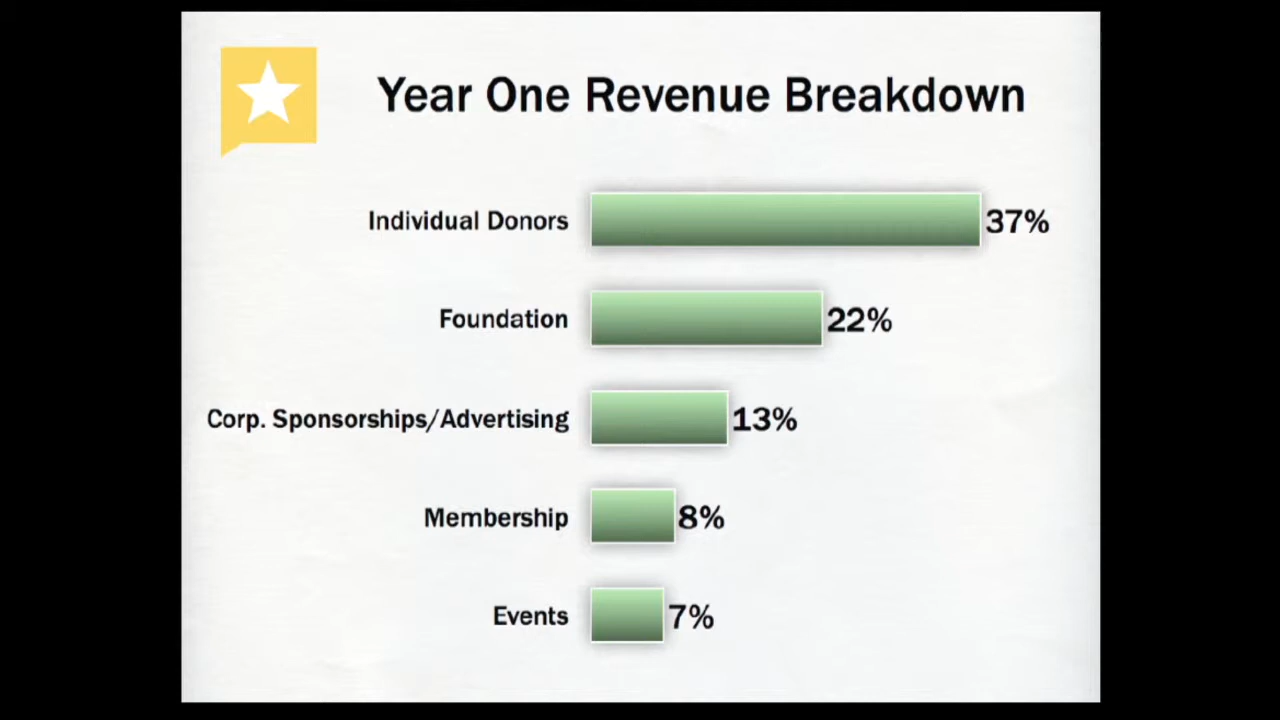 Year One Revenue Breakdown
Individual Donors 37%
Foundation 22%
Corp. Sponsorships/Advertising 13%
Membership 8%
Events 7%